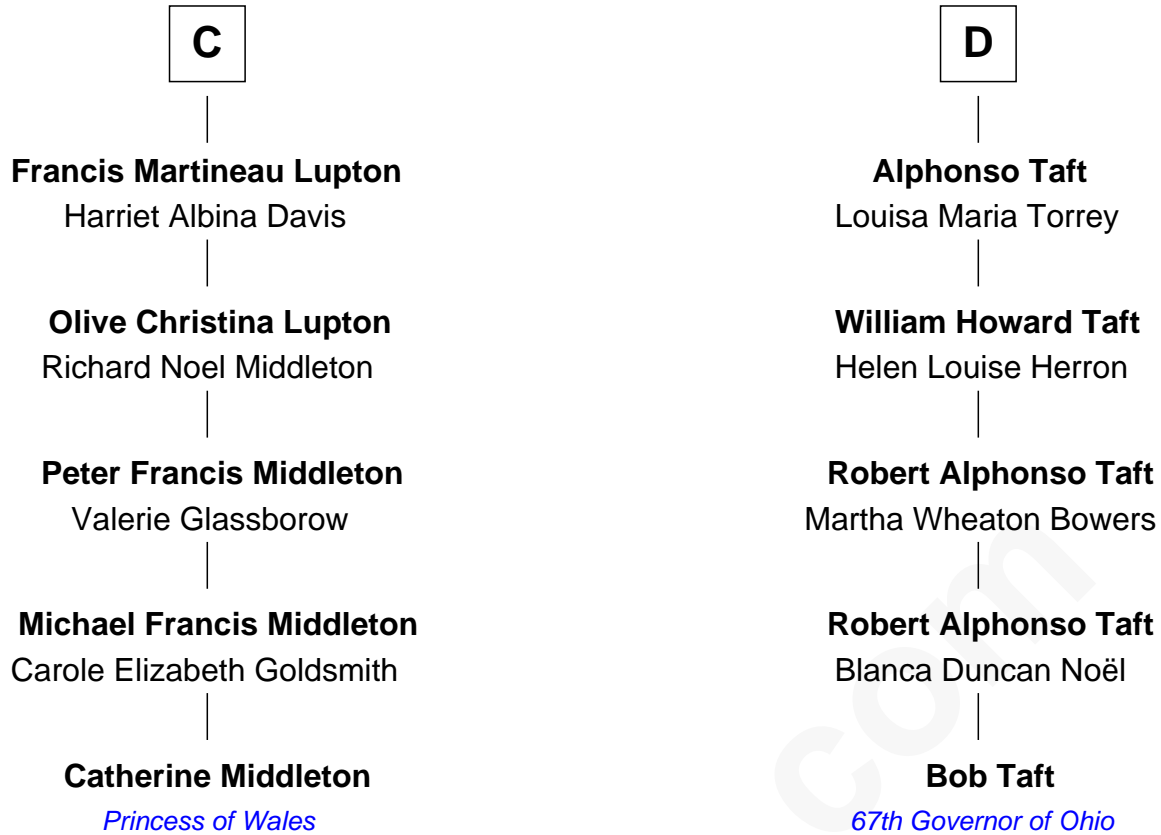 C
Francis Martineau Lupton
Harriet Albina Davis
Olive Christina Lupton
Richard Noel Middleton
Peter Francis Middleton
Valerie Glassborow
Michael Francis Middleton
Carole Elizabeth Goldsmith
Catherine Middleton
Princess of Wales
D
Alphonso Taft
Louisa Maria Torrey
William Howard Taft
Helen Louise Herron
Robert Alphonso Taft
Martha Wheaton Bowers
Robert Alphonso Taft
Blanca Duncan Noël
Bob Taft
67th Governor of Ohio
com